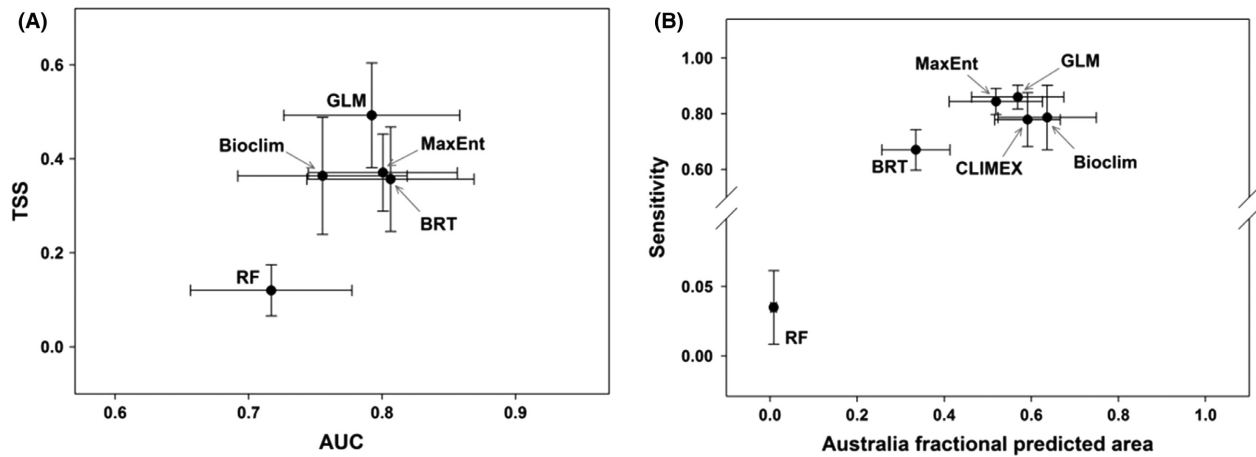 (A)
TSS
0.6
0.4
0.2
0.0
GLM
Bioclim
MaxEnt
BRT
RF
0.6 0.7 0.8 0.9
AUC
(B)
Sensitivity
1.00
0.80
0.60
0.05
0.00
MaxEnt
GLM
BRT
CLIMEX
Bioclim
RF
0.0 0.2 0.4 0.6 0.8 1.0
Australia fractional predicted area